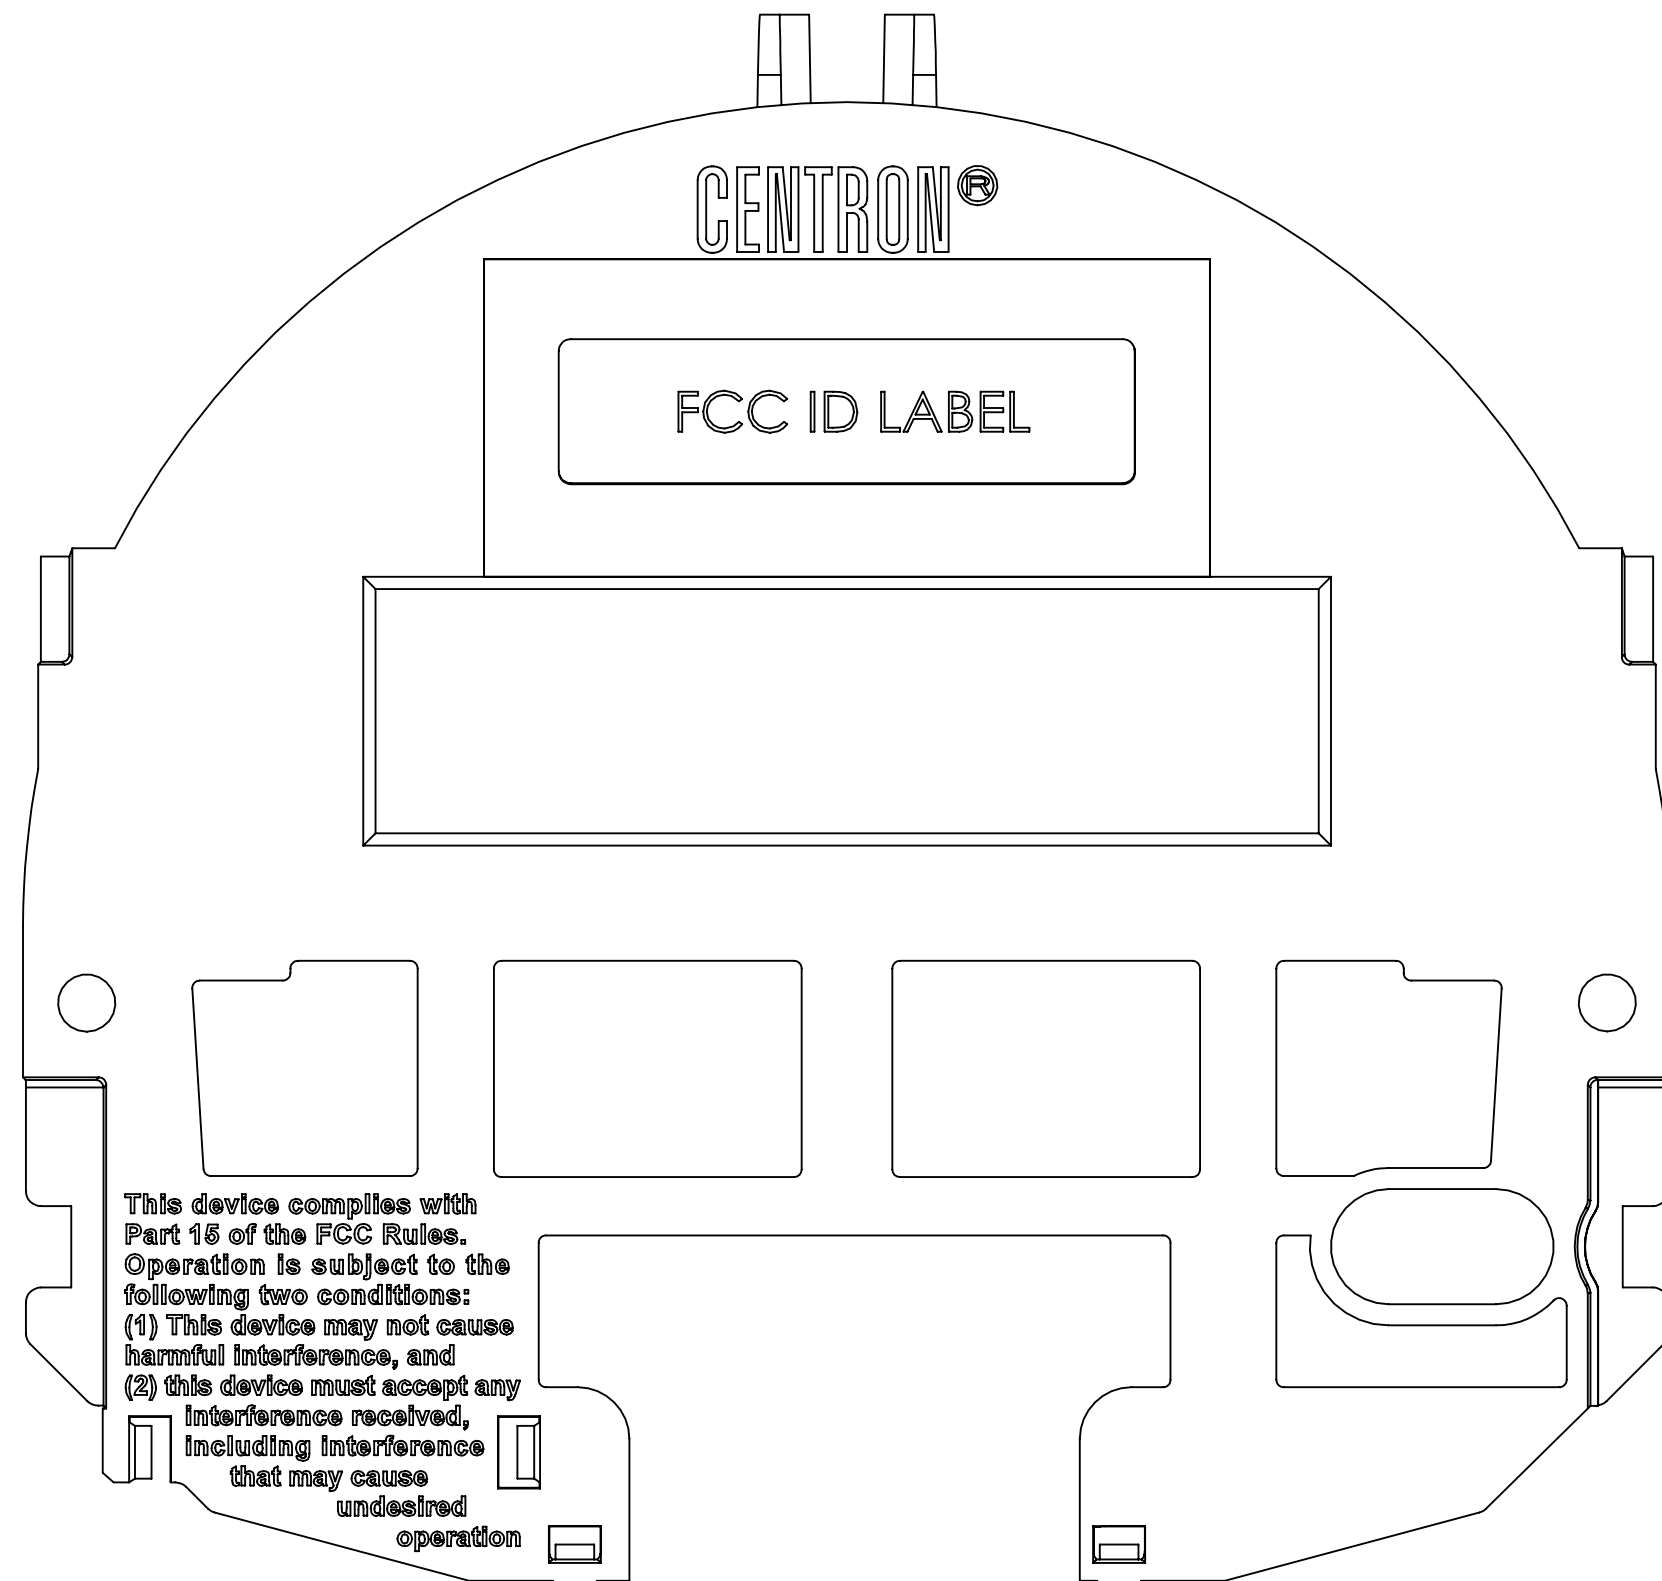 CENTRON®
FCC ID LABEL
This device complies with
Part 15 of the FCC Rules.
Operation is subject to the
following two conditions:
(1) This device may not cause
harmful interference, and
(2) this device must accept any
interference received,
including interference
that may cause
undesired
operation